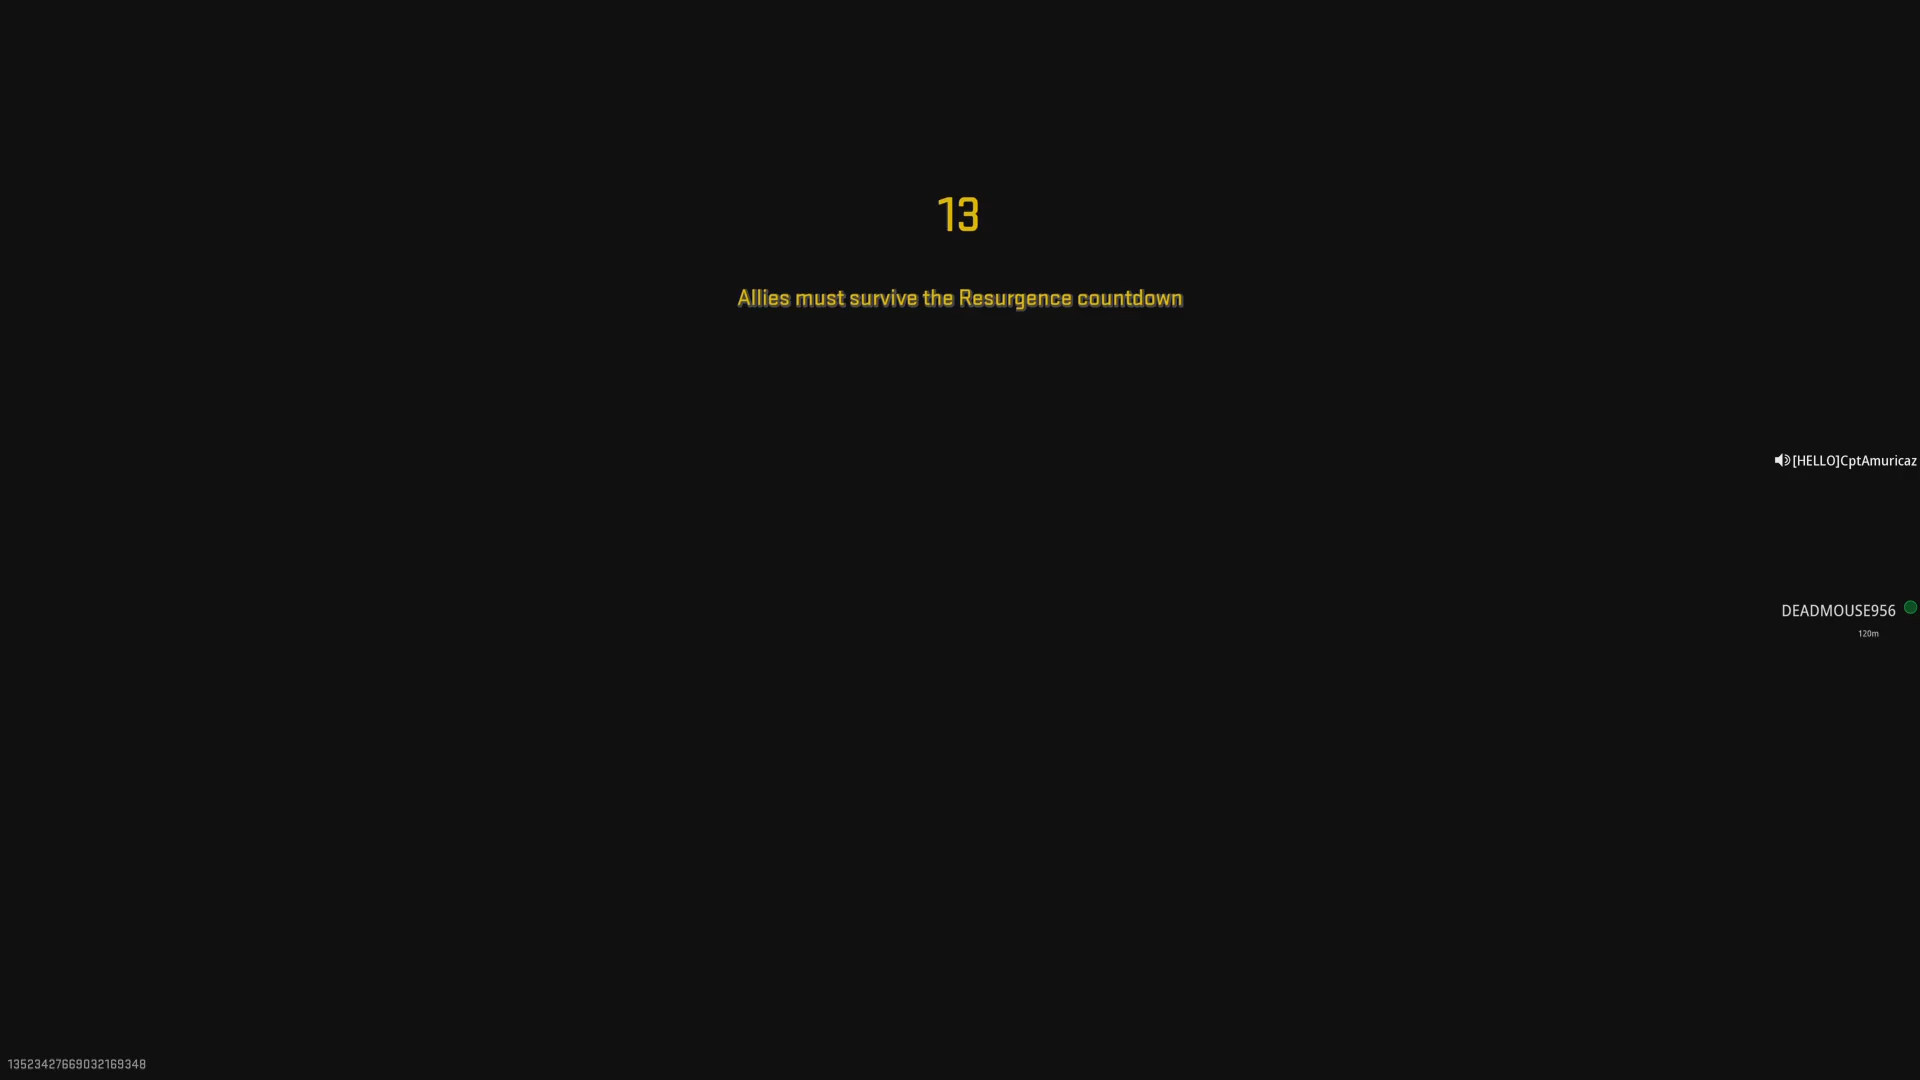 13
Allies must survive the Resurgence countdown
[HELLO]CptAmuricaz
DEADMOUSE956
120m
13523427669032169348